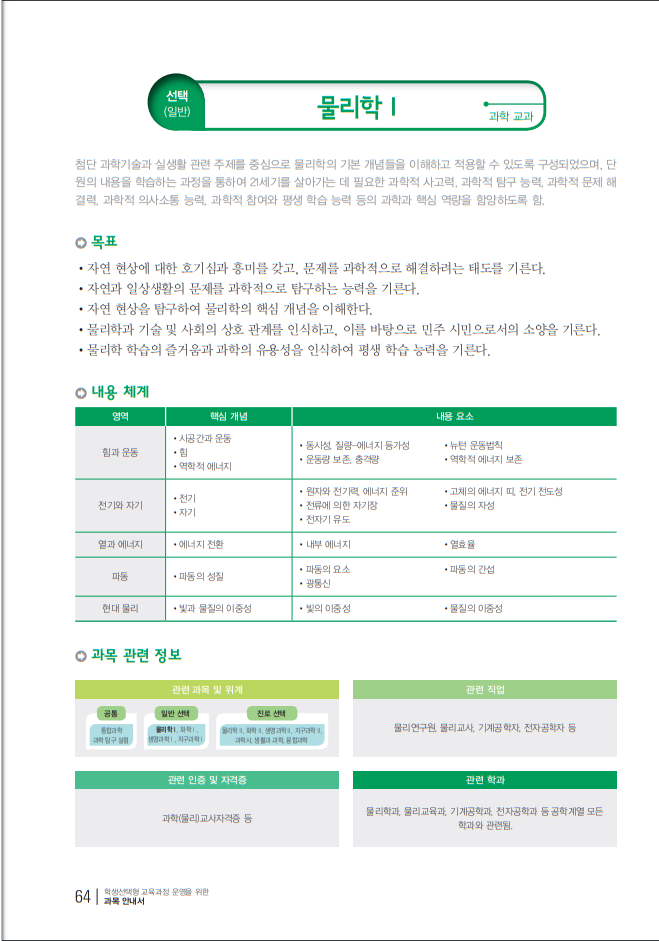 선택
(일반)
물리학 I
과학 교과
첨단 과학기술과 실생활 관련 주제를 중심으로 물리학의 기본 개념들을 이해하고 적용할 수 있도록 구성되었으며, 단
원의 내용을 학습하는 과정을 통하여 21세기를 살아가는 데 필요한 과학적 사고력, 과학적 탐구 능력, 과학적 문제 해
결력, 과학적 의사소통 능력, 과학적 참여와 평생 학습 능력 등의 과학과 핵심 역량을 함양하도록 함.
목표
• 자연 현상에 대한 호기심과 흥미를 갖고, 문제를 과학적으로 해결하려는 태도를 기른다.
• 자연과 일상생활의 문제를 과학적으로 탐구하는 능력을 기른다.
• 자연 현상을 탐구하여 물리학의 핵심 개념을 이해한다.
• 물리학과 기술 및 사회의 상호 관계를 인식하고, 이를 바탕으로 민주 시민으로서의 소양을 기른다.
• 물리학 학습의 즐거움과 과학의 유용성을 인식하여 평생 학습 능력을 기른다.
내용 체계
영역 핵심 개념 내용 요소
힘과 운동
• 시공간과 운동
• 힘
• 역학적 에너지
• 동시성, 질량-에너지 등가성
• 운동량 보존, 충격량
• 뉴턴 운동법칙
• 역학적 에너지 보존
전기와 자기
• 전기
• 자기
• 원자와 전기력, 에너지 준위
• 전류에 의한 자기장
• 전자기 유도
• 고체의 에너지 띠, 전기 전도성
• 물질의 자성
열과 에너지
• 에너지 전환
• 내부 에너지
• 열효율
파동
• 파동의 성질
• 파동의 요소
• 광통신
• 파동의 간섭
현대 물리
• 빛과 물질의 이중성
• 빛의 이중성
• 물질의 이중성
과목 관련 정보
관련 과목 및 위계
공통
통합과학
과학 탐구 실험
일반 선택
물리학 I, 화학 I,
생명과학 I, 지구과학 I
진로 선택
물리학 II, 화학 II, 생명과학 II, 지구과학 II,
과학사, 생활과 과학, 융합과학
관련 직업
물리연구원, 물리교사, 기계공학자, 전자공학자 등
관련 인증 및 자격증
과학(물리)교사자격증 등
관련 학과
물리학과, 물리교육과, 기계공학과, 전자공학과 등 공학계열 모든
학과와 관련됨.
64
학생선택형 교육과정 운영을 위한
과목 안내서